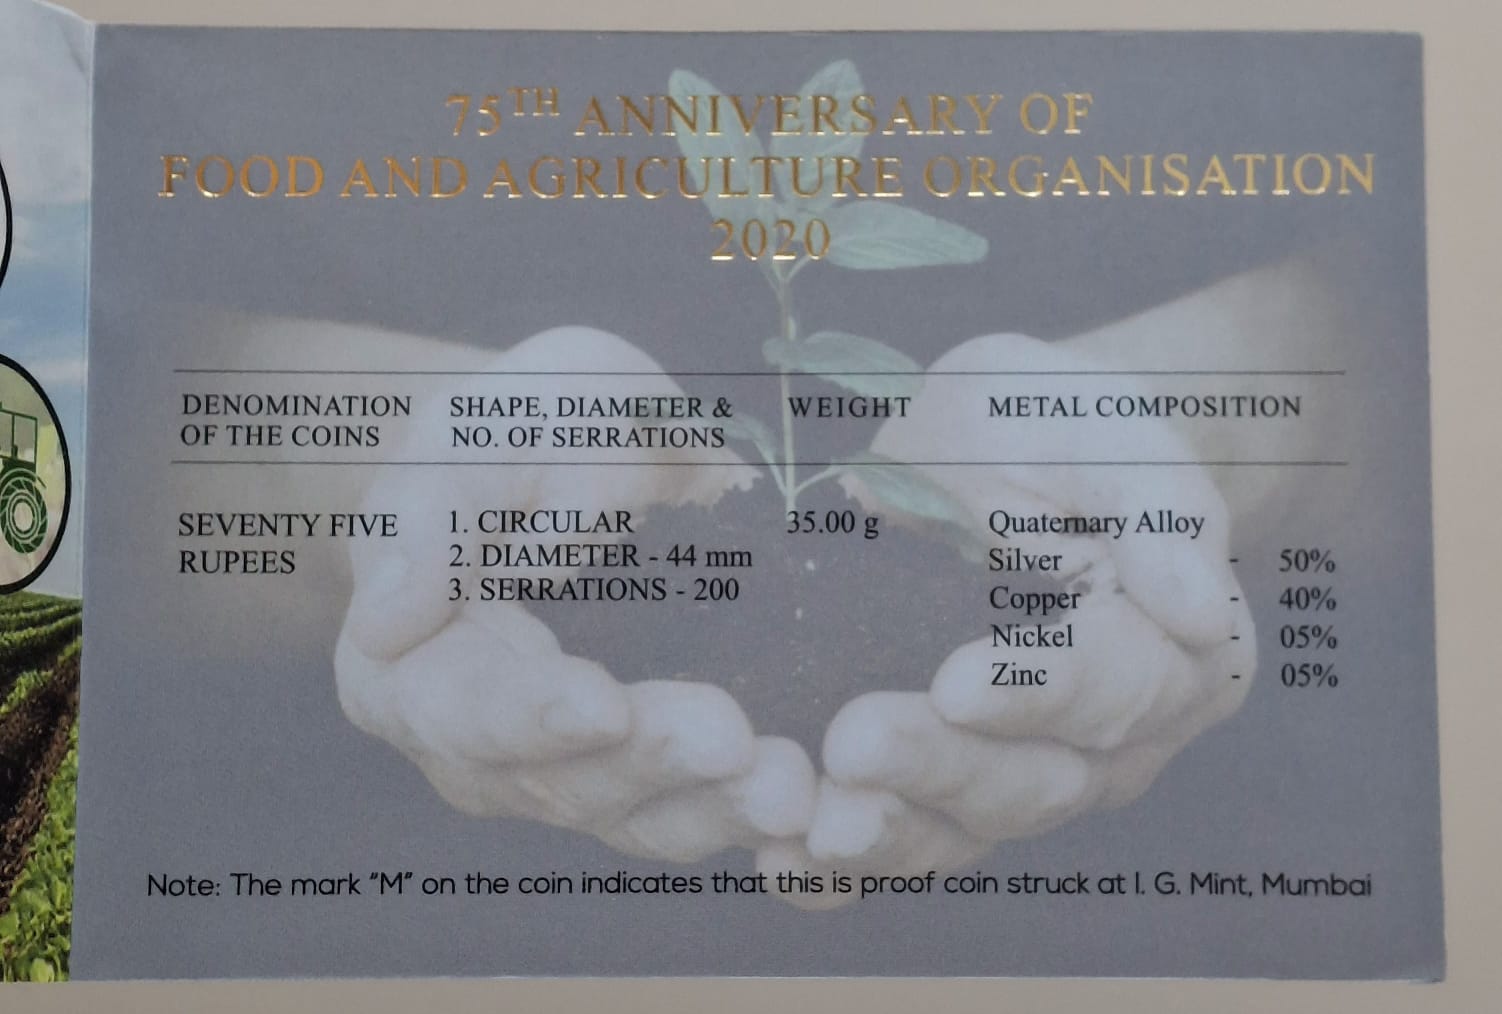 75TH ANNIVERSARY OF
FOOD AND AGRICULTURE ORGANISATION
2020
DENOMINATION OF THE COINS
SHAPE, DIAMETER & NO. OF SERRATIONS
WEIGHT
METAL COMPOSITION
SEVENTY FIVE RUPEES
1. CIRCULAR
2. DIAMETER - 44 mm
3. SERRATIONS - 200
35.00 g
Quaternary Alloy
Silver - 50%
Copper - 40%
Nickel - 05%
Zinc - 05%
Note: The mark “M” on the coin indicates that this is proof coin struck at I. G. Mint, Mumbai